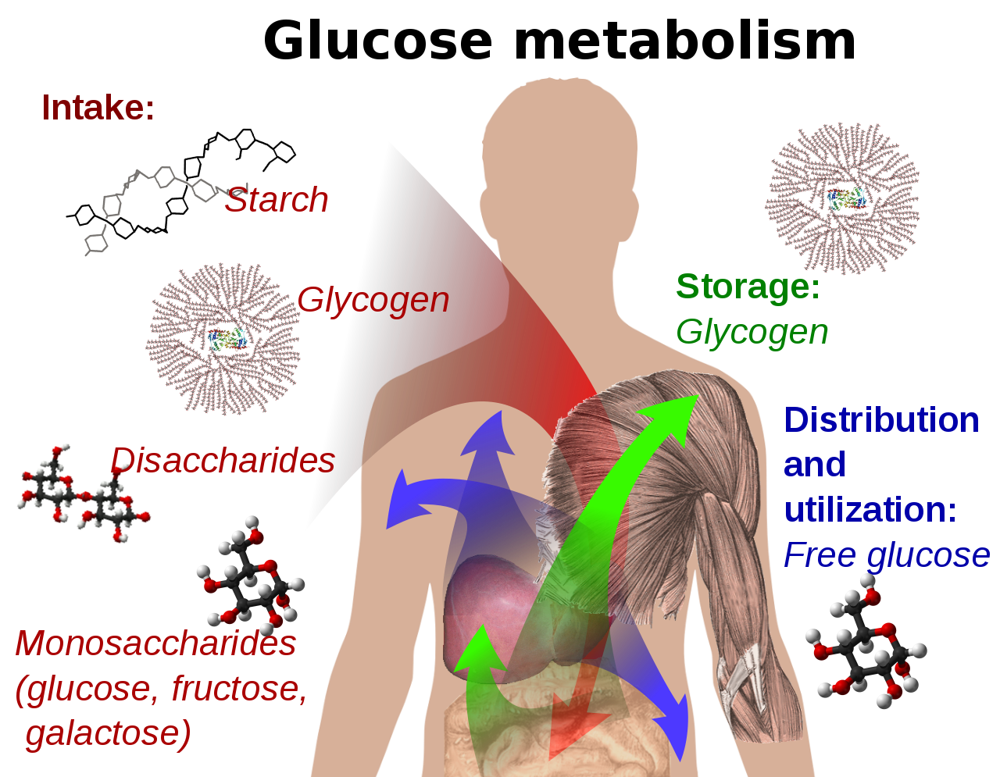 Glucose metabolism
Intake:
Starch
Glycogen
Disaccharides
Monosaccharides
(glucose, fructose,
galactose)
Storage:
Glycogen
Distribution
and
utilization:
Free glucose